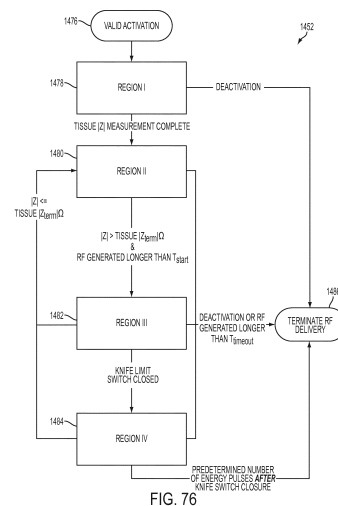 1476
VALID ACTIVATION
1452
1478
REGION I
DEACTIVATION
TISSUE |Z| MEASUREMENT COMPLETE
1480
REGION II
|Z| <=
TISSUE |Zterm|Ω
|Z| > TISSUE |Zterm|Ω
&
RF GENERATED LONGER THAN Tstart
1482
REGION III
DEACTIVATION OR RF
GENERATED LONGER
THAN Ttimeout
1486
TERMINATE RF
DELIVERY
KNIFE LIMIT
SWITCH CLOSED
1484
REGION IV
PREDETERMINED NUMBER
OF ENERGY PULSES AFTER
KNIFE SWITCH CLOSURE
FIG. 76